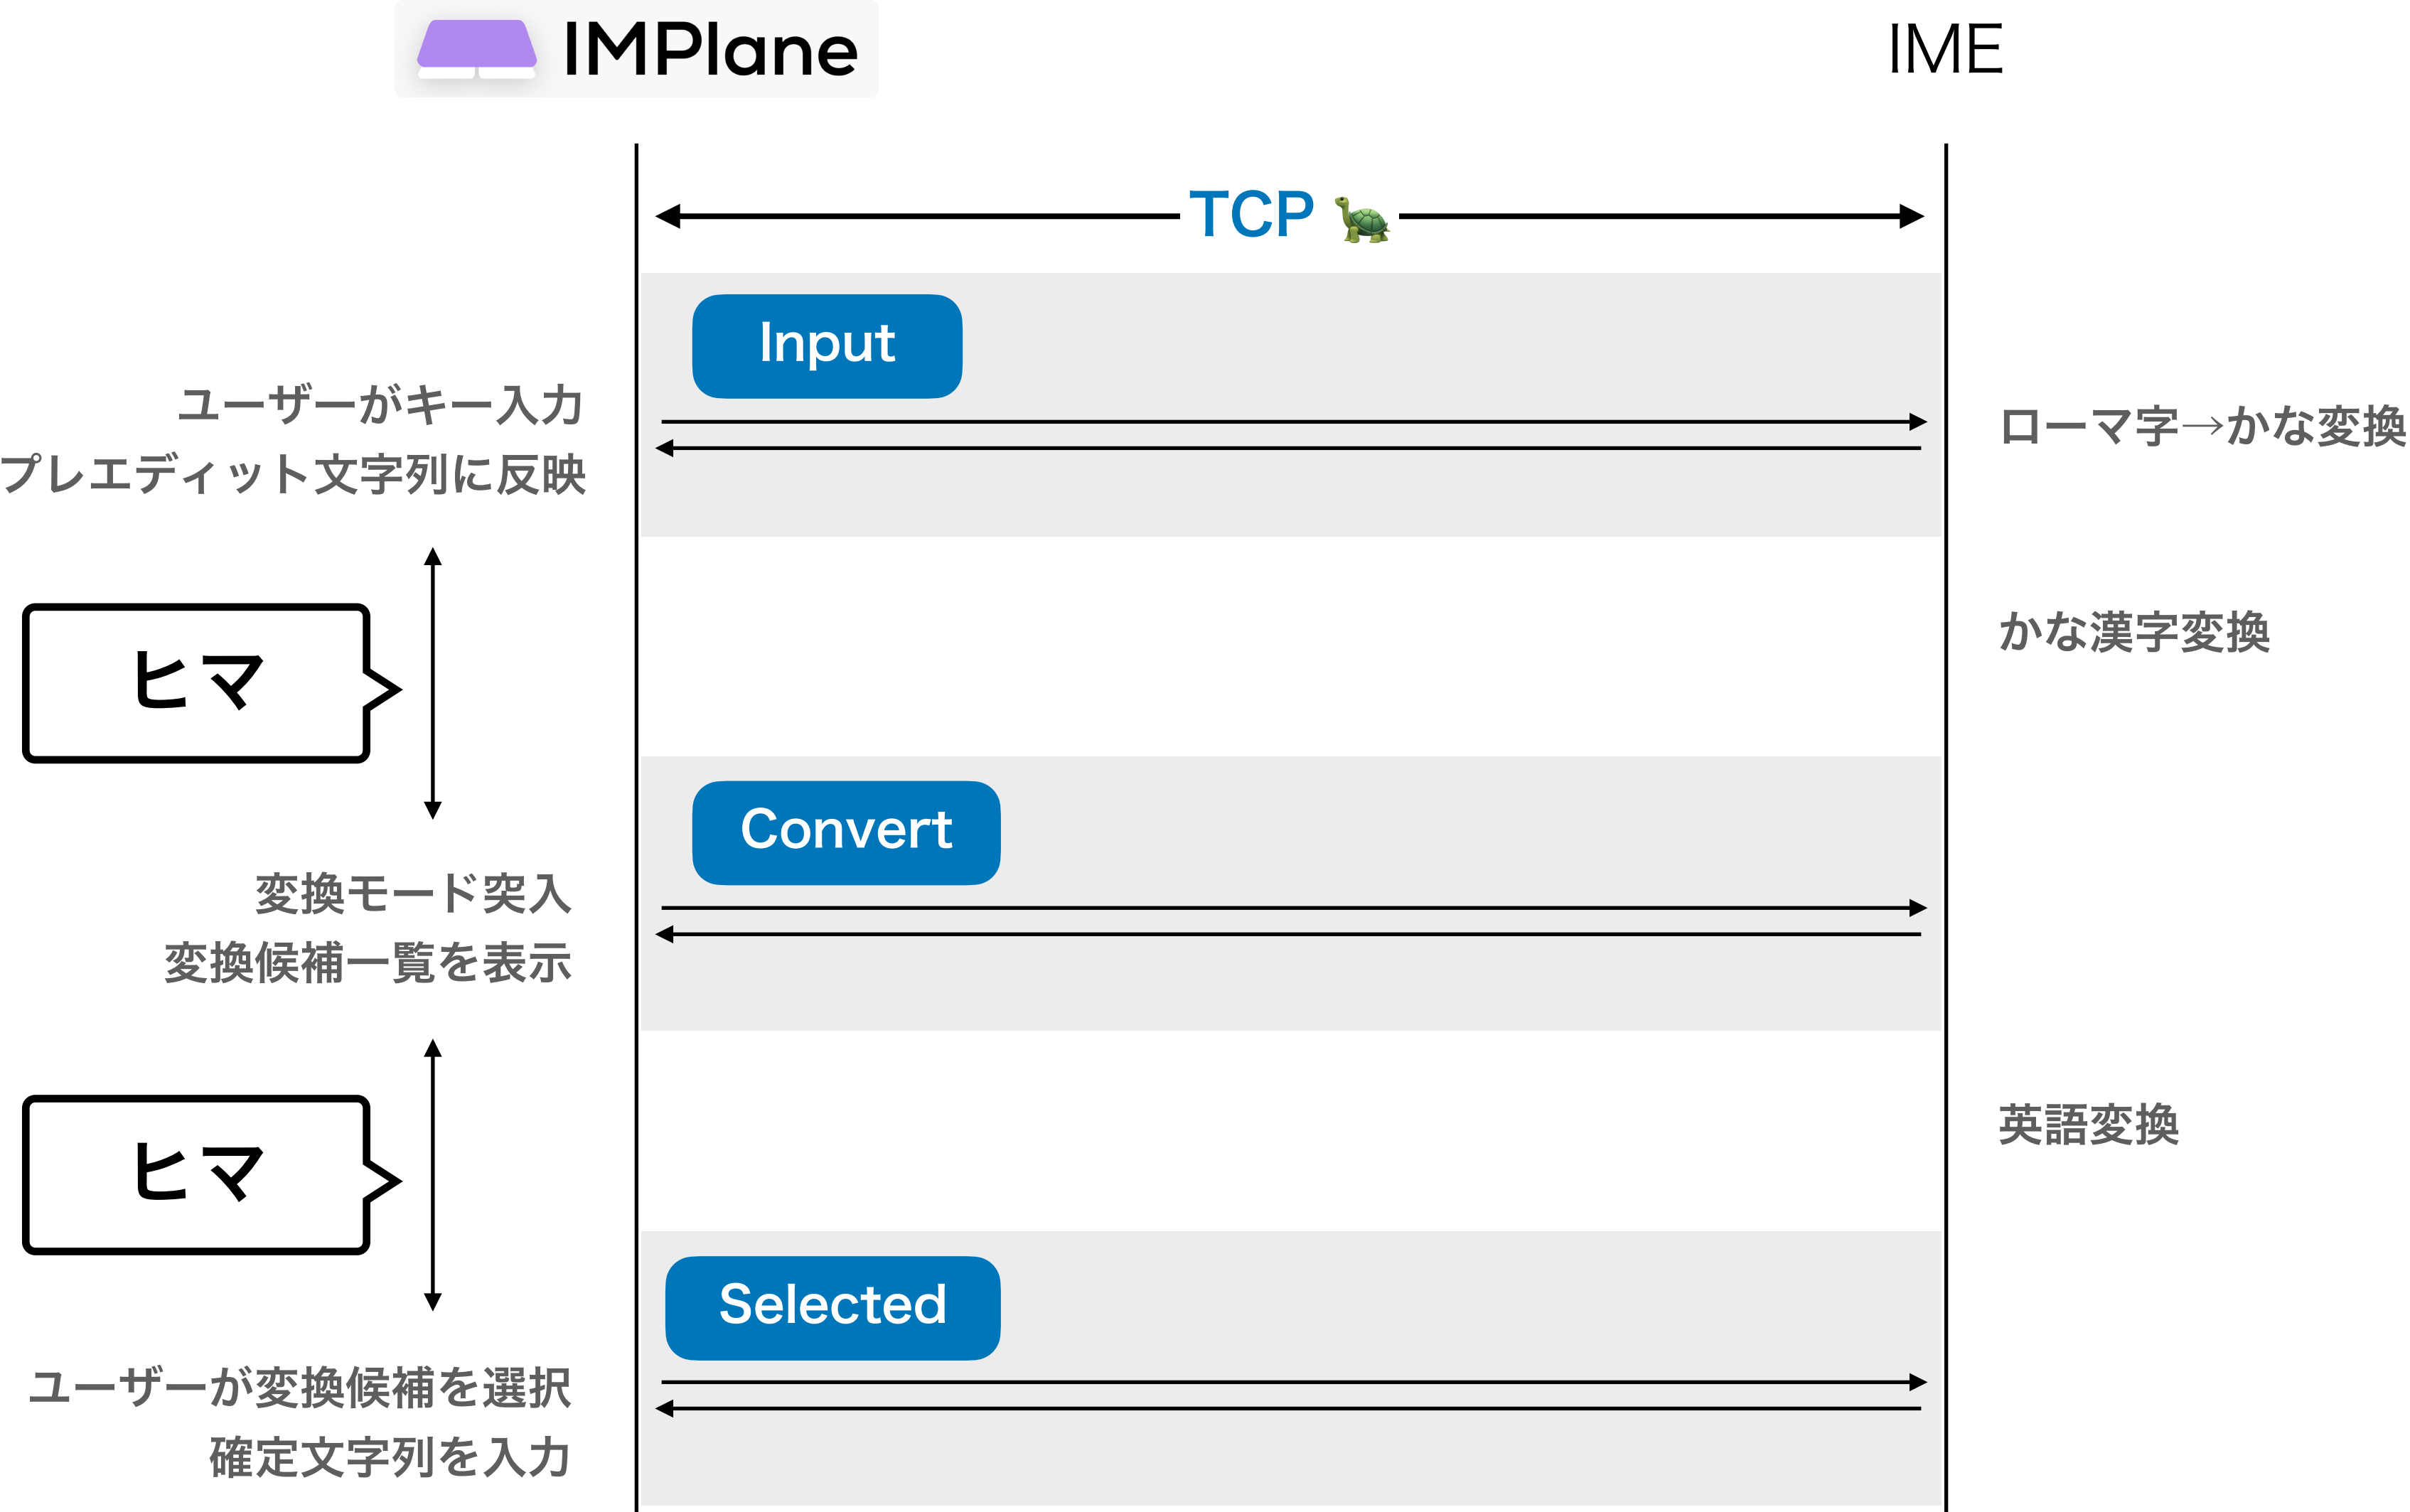 IMPlane
IME
TCP 🐢
Input
ユーザーがキー入力
プレエディット文字列に反映
ローマ字→かな変換
ヒマ
かな漢字変換
Convert
変換モード突入
変換候補一覧を表示
ヒマ
英語変換
Selected
ユーザーが変換候補を選択
確定文字列を入力